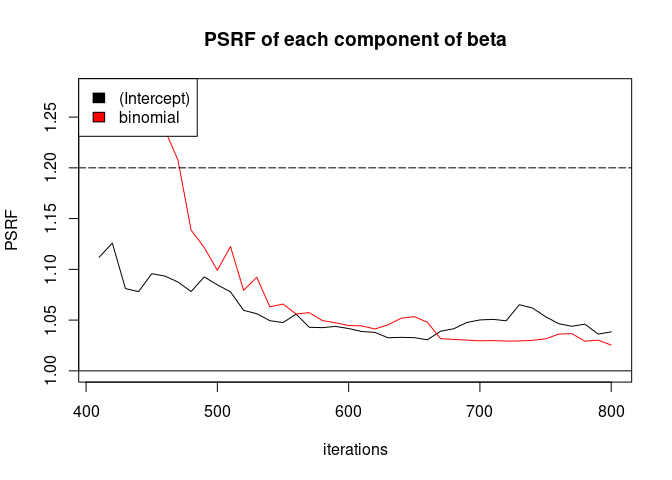 PSRF of each component of beta
(Intercept)
binomial
1.25
1.20
1.15
1.10
1.05
1.00
PSRF
400 500 600 700 800
iterations